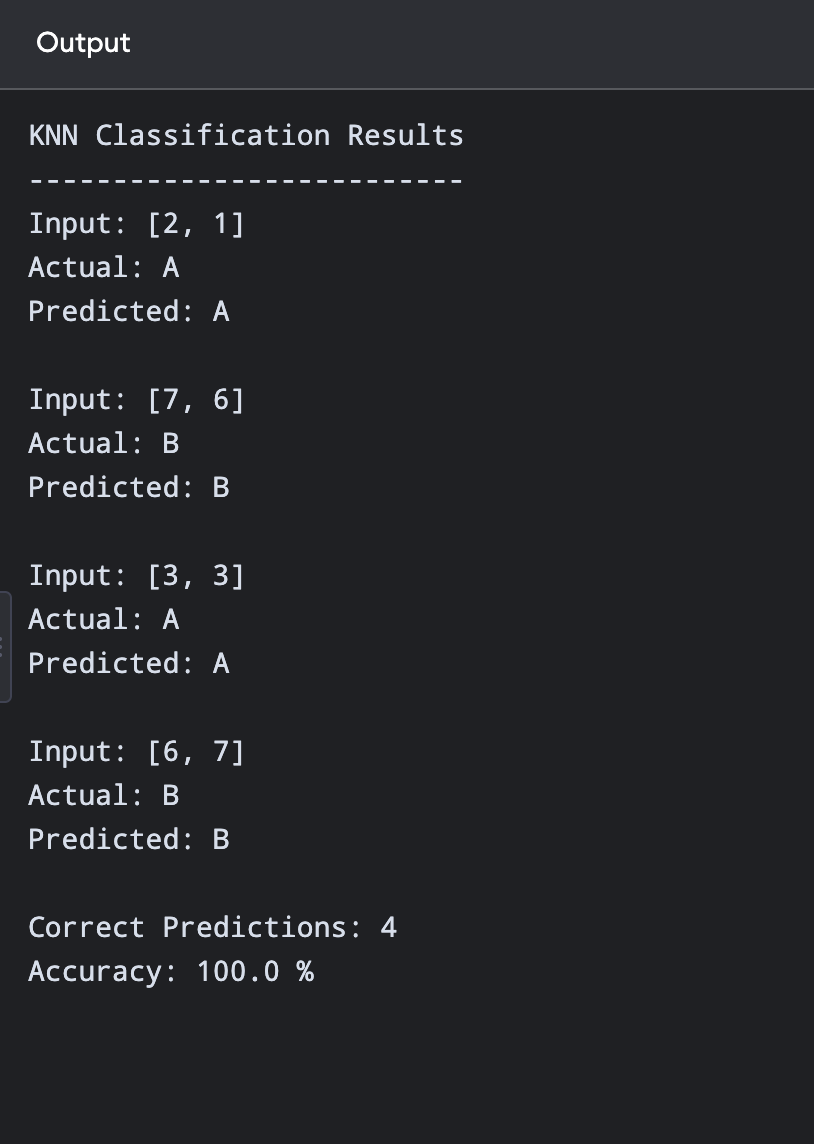 Output
KNN Classification Results
--------------------------
Input: [2, 1]
Actual: A
Predicted: A
Input: [7, 6]
Actual: B
Predicted: B
Input: [3, 3]
Actual: A
Predicted: A
Input: [6, 7]
Actual: B
Predicted: B
Correct Predictions: 4
Accuracy: 100.0 %